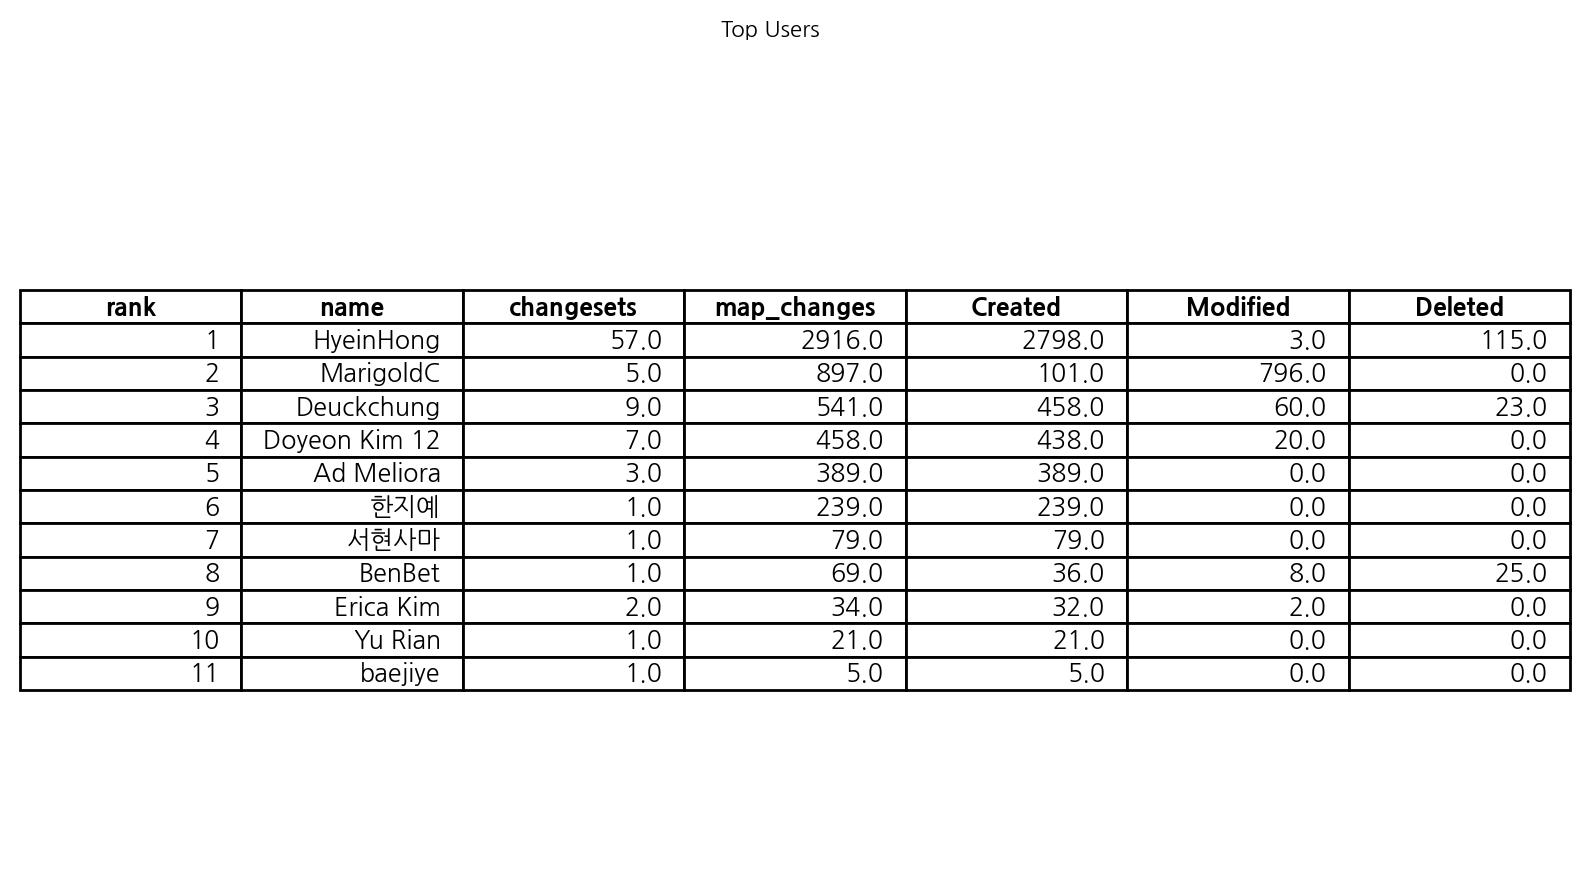 Top Users
rank name changesets map_changes Created Modified Deleted
1 HyeinHong 57.0 2916.0 2798.0 3.0 115.0
2 MarigoldC 5.0 897.0 101.0 796.0 0.0
3 Deuckchung 9.0 541.0 458.0 60.0 23.0
4 Doyeon Kim 12 7.0 458.0 438.0 20.0 0.0
5 Ad Meliora 3.0 389.0 389.0 0.0 0.0
6 한지예 1.0 239.0 239.0 0.0 0.0
7 서현사마 1.0 79.0 79.0 0.0 0.0
8 BenBet 1.0 69.0 36.0 8.0 25.0
9 Erica Kim 2.0 34.0 32.0 2.0 0.0
10 Yu Rian 1.0 21.0 21.0 0.0 0.0
11 baejiye 1.0 5.0 5.0 0.0 0.0